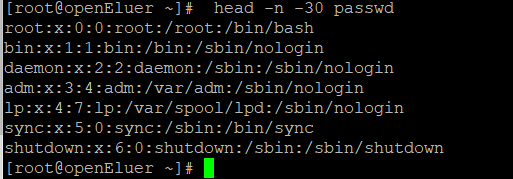 [root@openEluer ~]#  head -n -30 passwd
root:x:0:0:root:/root:/bin/bash
bin:x:1:1:bin:/bin:/sbin/nologin
daemon:x:2:2:daemon:/sbin:/sbin/nologin
adm:x:3:4:adm:/var/adm:/sbin/nologin
lp:x:4:7:lp:/var/spool/lpd:/sbin/nologin
sync:x:5:0:sync:/sbin:/bin/sync
shutdown:x:6:0:shutdown:/sbin:/sbin/shutdown
[root@openEluer ~]#